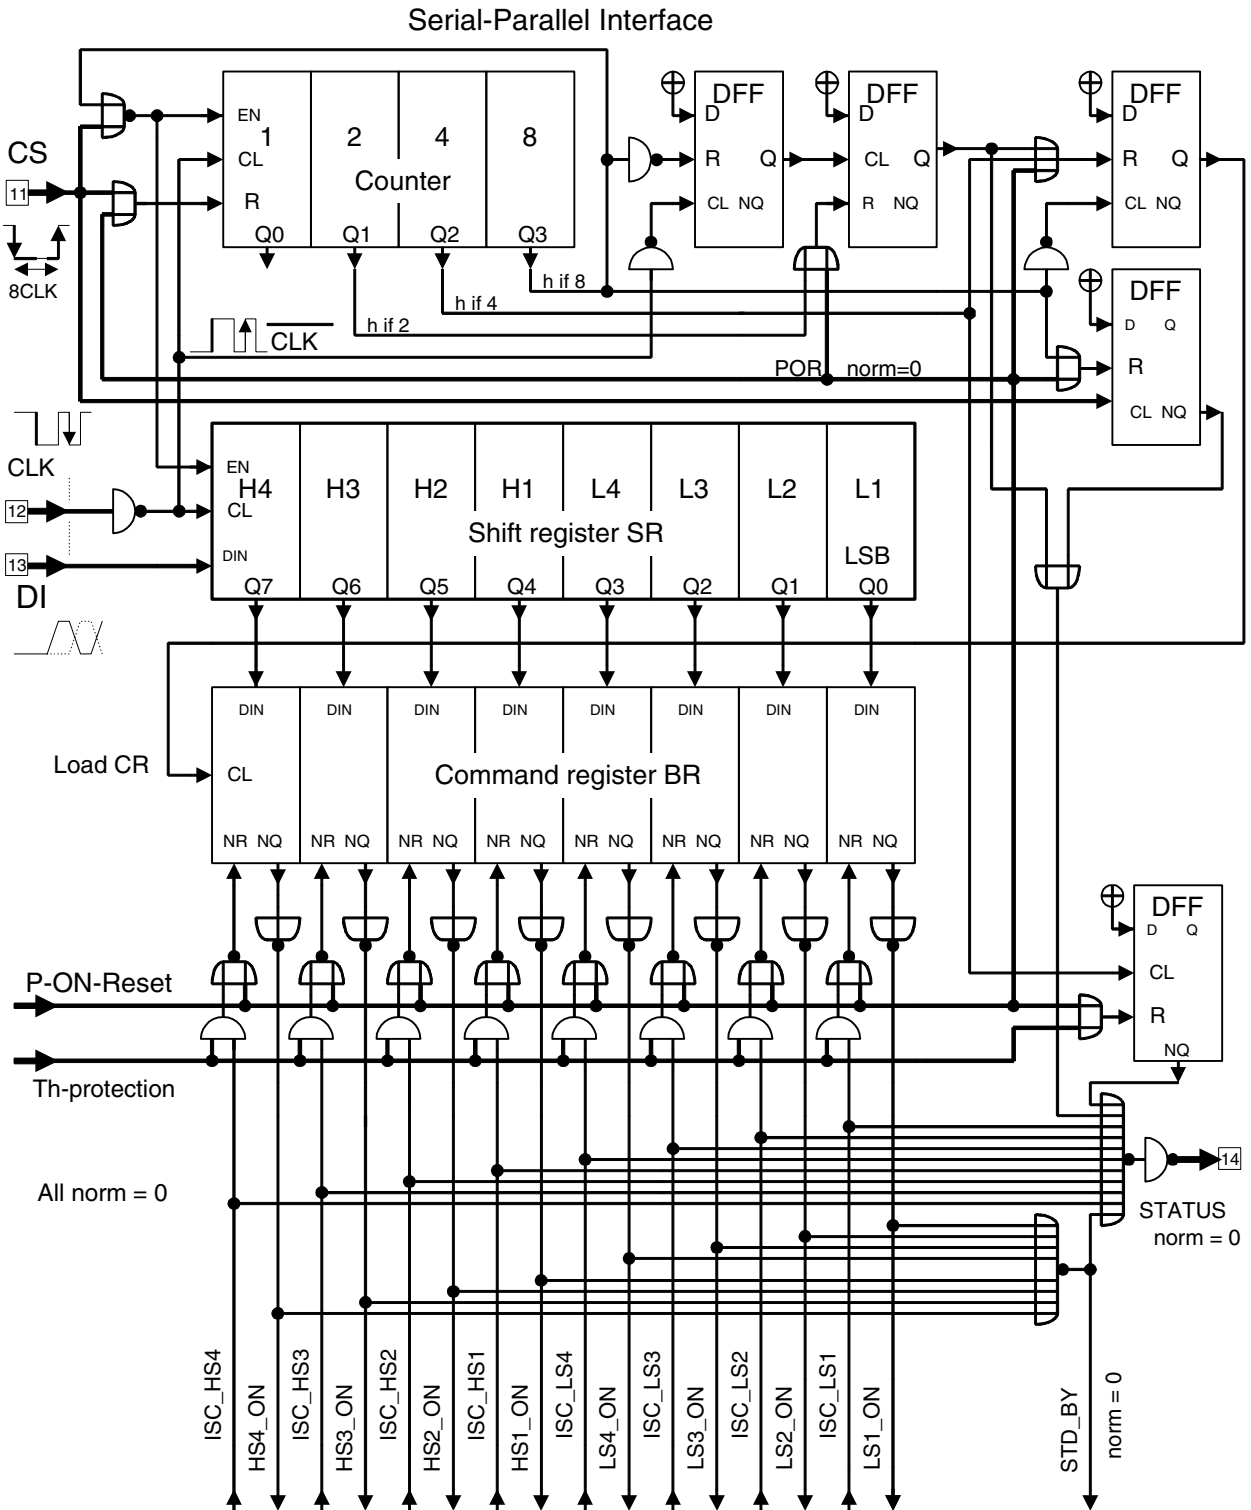 Serial-Parallel Interface
DFF DFF DFF
D D D
EN 1 2 4 8
CL R Q CL Q R Q
Counter
CS
11
R CL NQ R NQ CL NQ
Q0 Q1 Q2 Q3
8CLK
h if 8
h if 4
h if 2
CLK
DFF
D Q
POR norm=0
R
CL NQ
CLK
EN
H4 H3 H2 H1 L4 L3 L2 L1
12
CL
Shift register SR
13
DIN
LSB
DI
Q7 Q6 Q5 Q4 Q3 Q2 Q1 Q0
DIN DIN DIN DIN DIN DIN DIN DIN
Load CR
CL
Command register BR
NR NQ NR NQ NR NQ NR NQ NR NQ NR NQ NR NQ NR NQ
DFF
D Q
CL
P-ON-Reset
R
NQ
Th-protection
14
All norm = 0
STATUS
norm = 0
ISC_HS4
HS4_ON
ISC_HS3
HS3_ON
ISC_HS2
HS2_ON
ISC_HS1
HS1_ON
ISC_LS4
LS4_ON
ISC_LS3
LS3_ON
ISC_LS2
LS2_ON
ISC_LS1
LS1_ON
STD_BY
norm = 0